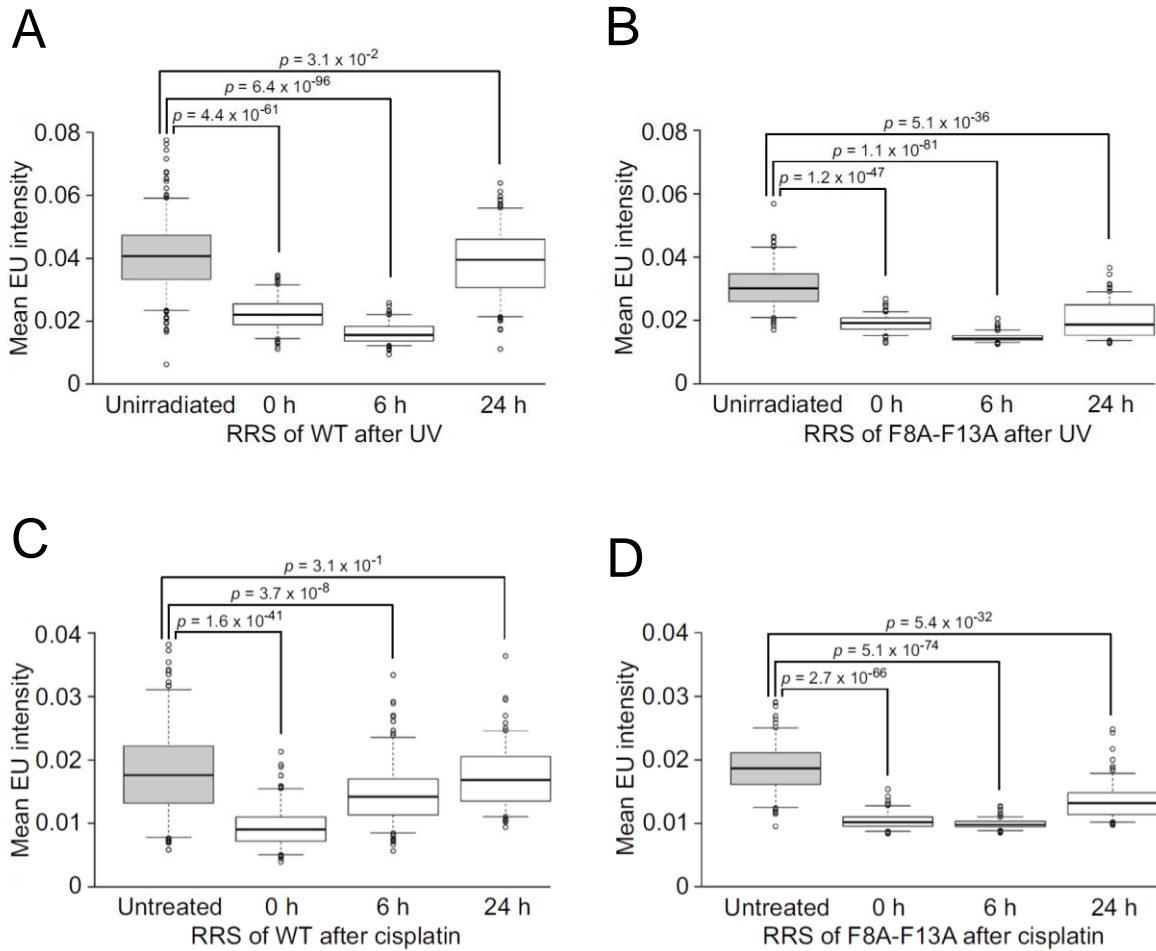 A
p = 3.1 x 10-2
p = 6.4 x 10-96
p = 4.4 x 10-61
0.08
0.06
0.04
0.02
0
Mean EU intensity
Unirradiated 0 h 6 h 24 h
RRS of WT after UV
B
p = 5.1 x 10-36
p = 1.1 x 10-81
p = 1.2 x 10-47
0.08
0.06
0.04
0.02
0
Mean EU intensity
Unirradiated 0 h 6 h 24 h
RRS of F8A-F13A after UV
C
p = 3.1 x 10-1
p = 3.7 x 10-8
p = 1.6 x 10-41
0.04
0.03
0.02
0.01
0
Mean EU intensity
Untreated 0 h 6 h 24 h
RRS of WT after cisplatin
D
p = 5.4 x 10-32
p = 5.1 x 10-74
p = 2.7 x 10-66
0.04
0.03
0.02
0.01
0
Mean EU intensity
Untreated 0 h 6 h 24 h
RRS of F8A-F13A after cisplatin